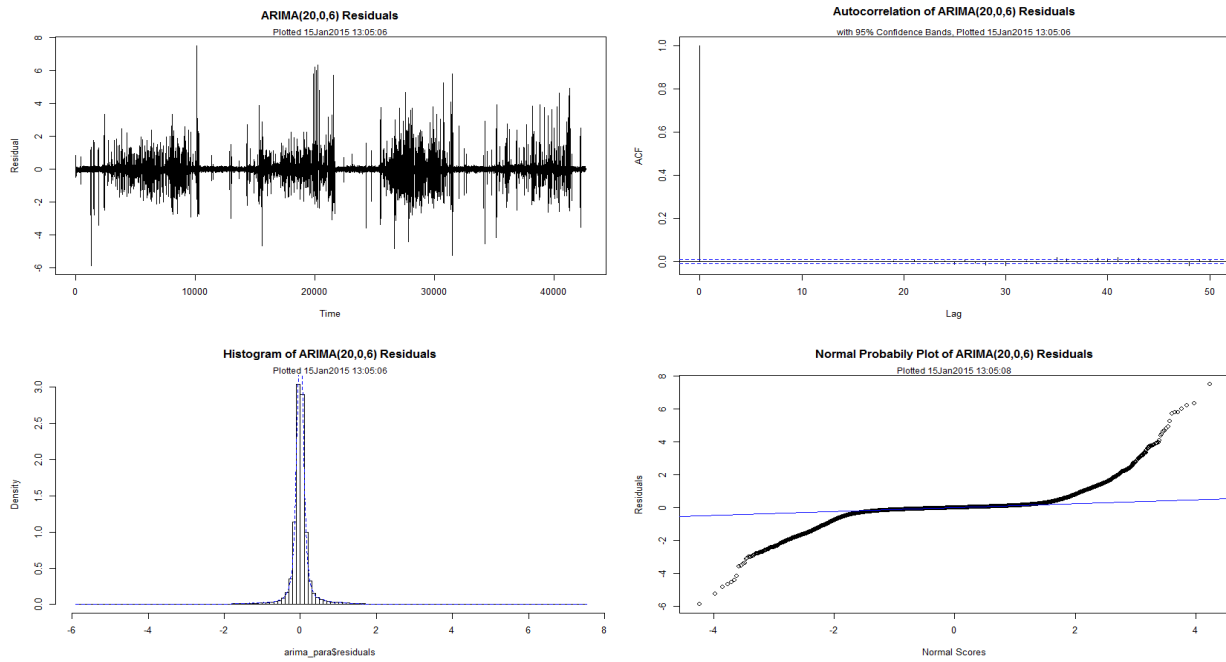 ARIMA(20,0,6) Residuals
Plotted 15Jan2015 13:05:06
Residual
8
6
4
2
0
-2
-4
-6
0 10000 20000 30000 40000
Time
Autocorrelation of ARIMA(20,0,6) Residuals
with 95% Confidence Bands, Plotted 15Jan2015 13:05:06
ACF
1.0
0.8
0.6
0.4
0.2
0.0
0 10 20 30 40 50
Lag
Histogram of ARIMA(20,0,6) Residuals
Plotted 15Jan2015 13:05:06
Density
3.0
2.5
2.0
1.5
1.0
0.5
0.0
-6 -4 -2 0 2 4 6 8
arima_para$residuals
Normal Probabily Plot of ARIMA(20,0,6) Residuals
Plotted 15Jan2015 13:05:08
Residuals
8
6
4
2
0
-2
-4
-6
-4 -2 0 2 4
Normal Scores